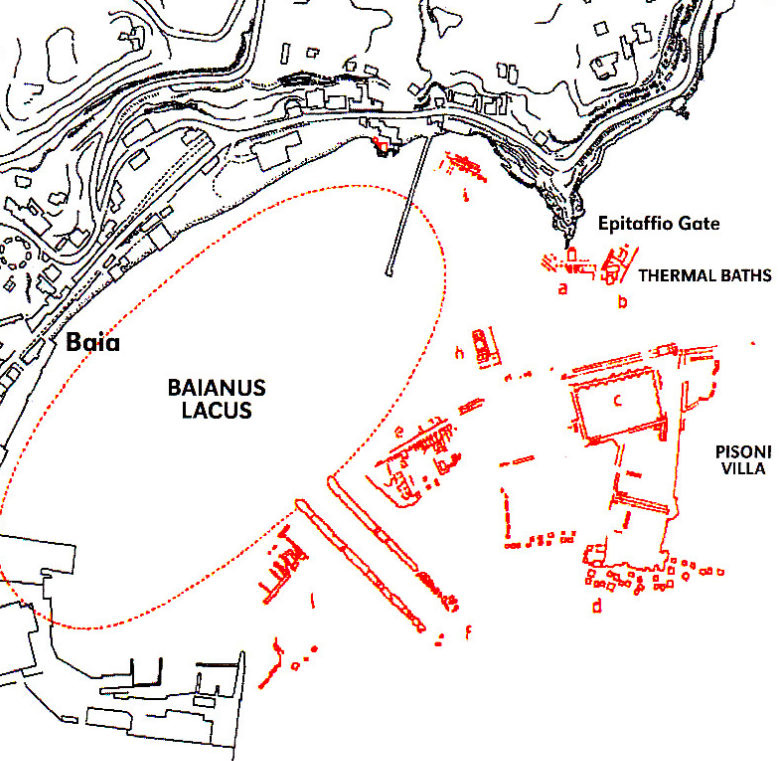 i
Epitaffio Gate
a
b
THERMAL BATHS
h
Baia
BAIANUS
LACUS
c
e
PISONI
VILLA
l
f
d